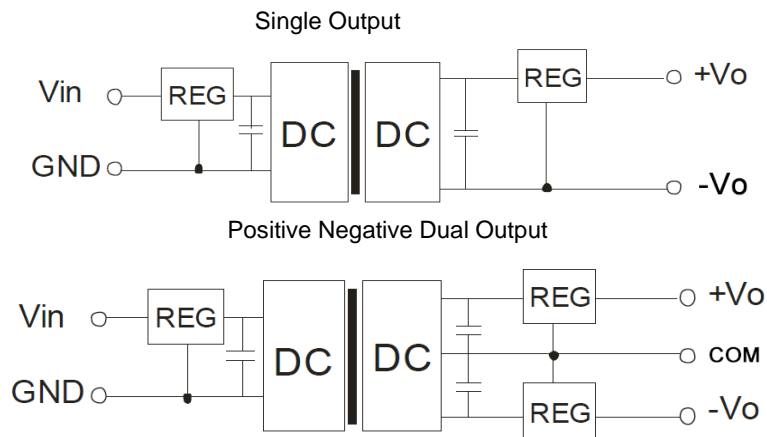 Single Output
Vin REG DC DC REG +Vo
GND -Vo
Positive Negative Dual Output
Vin REG DC DC REG +Vo
COM
GND REG -Vo